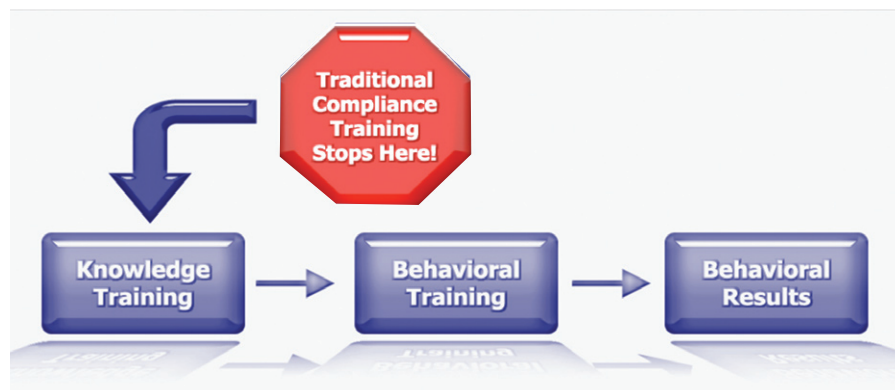 Traditional
Compliance
Training
Stops Here!
Knowledge
Training
Behavioral
Training
Behavioral
Results